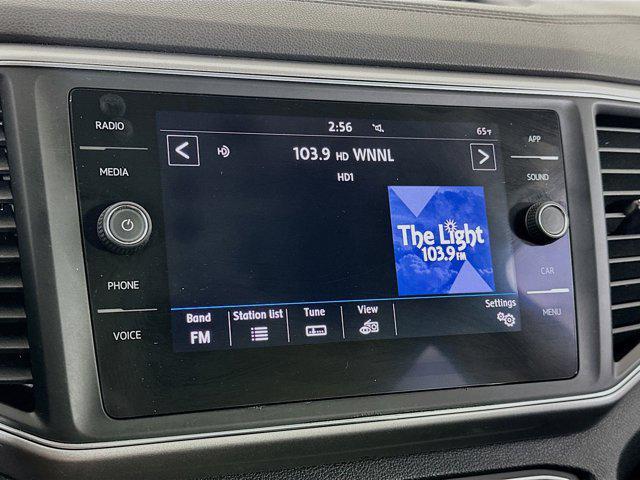 RADIO
MEDIA
PHONE
VOICE
2:56
65°F
103.9 HD WNNL
HD1
The Light
103.9 FM
Band
FM
Station list
Tune
View
Settings
APP
SOUND
CAR
MENU